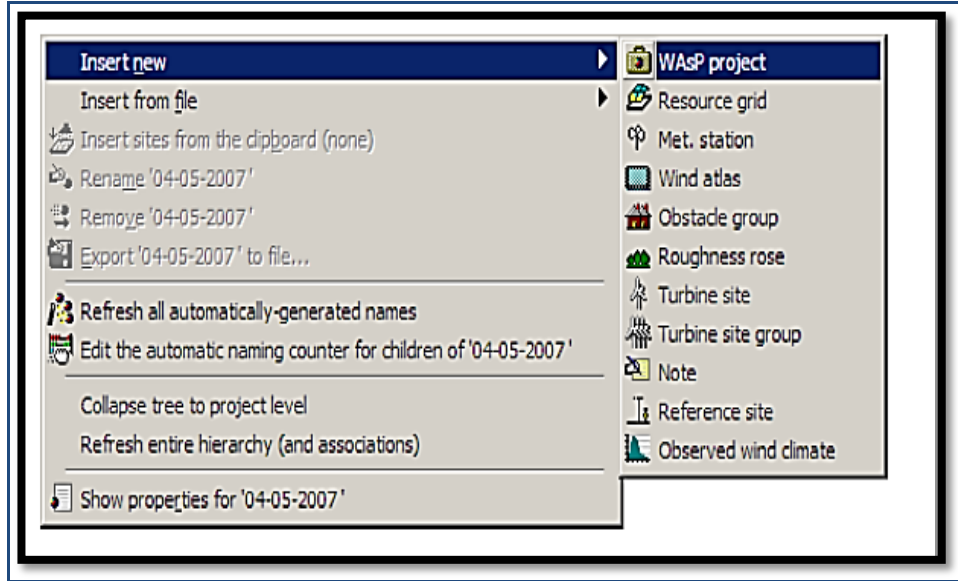 Insert new
Insert from file
Insert sites from the clipboard (none)
Rename '04-05-2007'
Remove '04-05-2007'
Export '04-05-2007' to file...
Refresh all automatically-generated names
Edit the automatic naming counter for children of '04-05-2007'
Collapse tree to project level
Refresh entire hierarchy (and associations)
Show properties for '04-05-2007'
WAsP project
Resource grid
Met. station
Wind atlas
Obstacle group
Roughness rose
Turbine site
Turbine site group
Note
Reference site
Observed wind climate